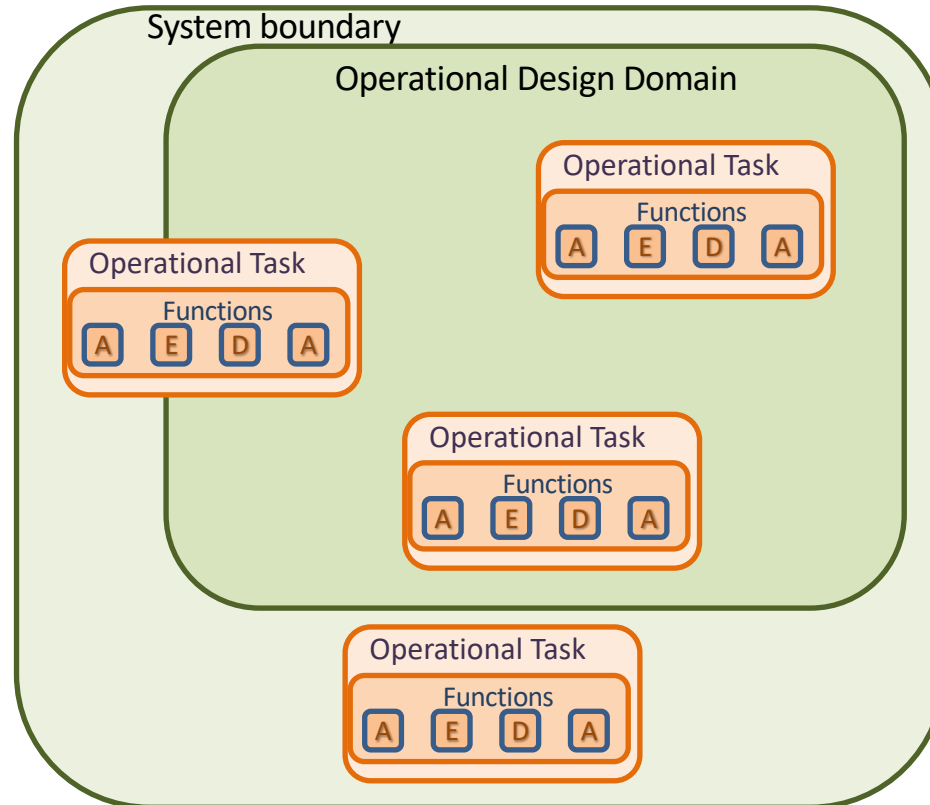 System boundary
Operational Design Domain
Operational Task
Functions
A E D A
Operational Task
Functions
A E D A
Operational Task
Functions
A E D A
Operational Task
Functions
A E D A